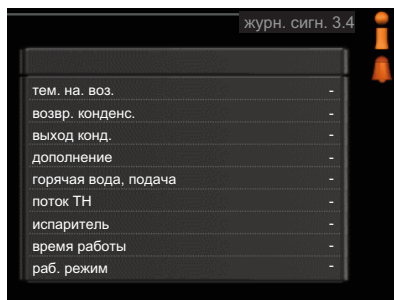 журн. сигн. 3.4
тем. на. воз. -
возвр. конденс. -
выход конд. -
дополнение -
горячая вода, подача -
поток ТН -
испаритель -
время работы -
раб. режим -